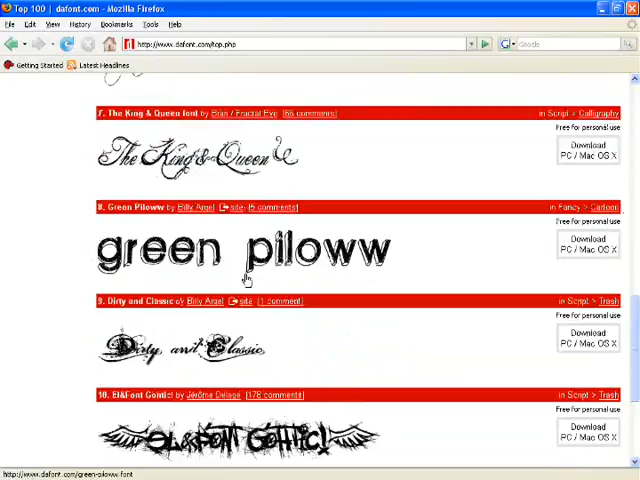 Top 100 | dafont.com - Mozilla Firefox
File Edit View History Bookmarks Tools Help
http://www.dafont.com/top.php
Google
Getting Started Latest Headlines
7. The King & Queen font by Brian / Fractal Eye [66 comments] in Script > Calligraphy
Free for personal use
The King & Queen
Download
PC / Mac OS X
8. Green Piloww by Billy Argel site [5 comments] in Fancy > Cartoon
Free for personal use
green piloww
Download
PC / Mac OS X
9. Dirty and Classic by Billy Argel site [1 comment] in Script > Trash
Free for personal use
Dirty and Classic
Download
PC / Mac OS X
10. El&Font Gohtic! by Jérôme Delage [178 comments] in Script > Trash
Free for personal use
EL&FONT GOHTIC!
Download
PC / Mac OS X
http://www.dafont.com/green-piloww.font